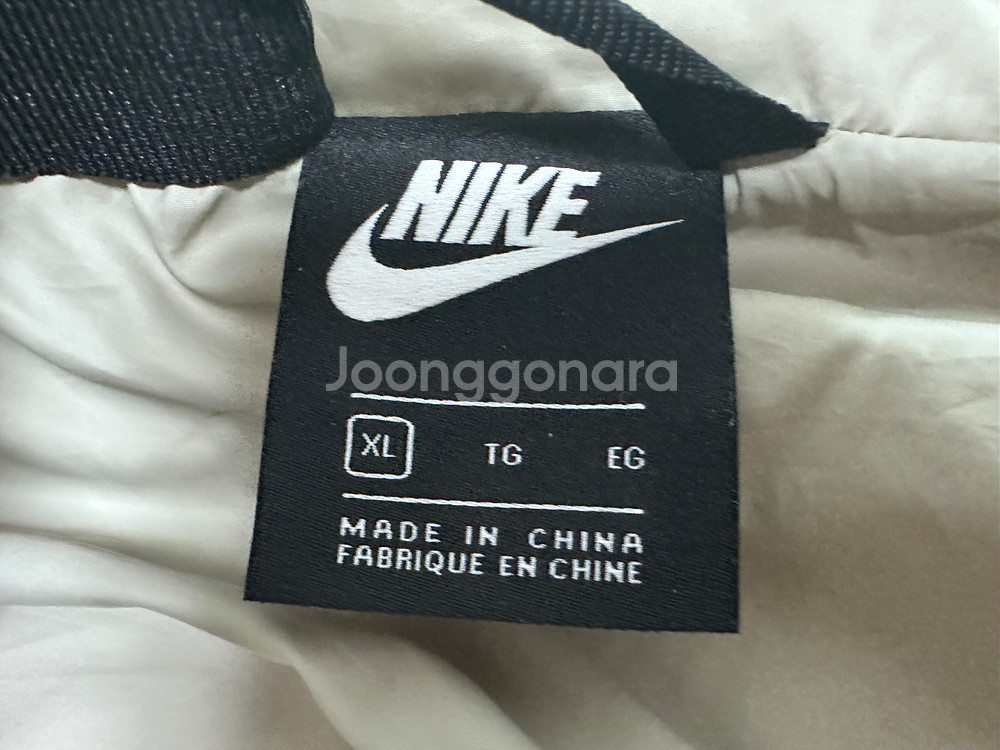 NIKE
Joonggonara
XL TG EG
MADE IN CHINA
FABRIQUE EN CHINE